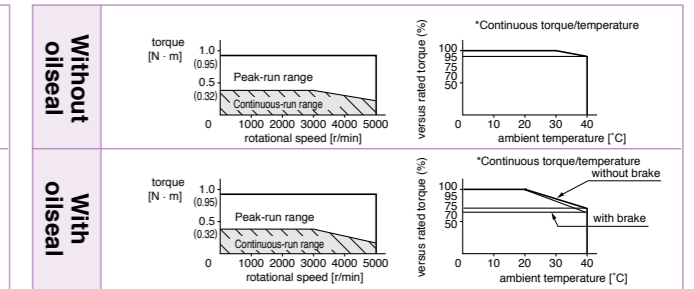 Without
oilseal
torque
[N · m]
1.0
(0.95)
0.5
(0.32)
Peak-run range
Continuous-run range
0 1000 2000 3000 4000 5000
rotational speed [r/min]
*Continuous torque/temperature
versus rated torque (%)
100
95
75
70
50
0 10 20 30 40
ambient temperature [˚C]
With
oilseal
torque
[N · m]
1.0
(0.95)
0.5
(0.32)
Peak-run range
Continuous-run range
0 1000 2000 3000 4000 5000
rotational speed [r/min]
*Continuous torque/temperature
without brake
with brake
versus rated torque (%)
100
95
75
70
50
0 10 20 30 40
ambient temperature [˚C]